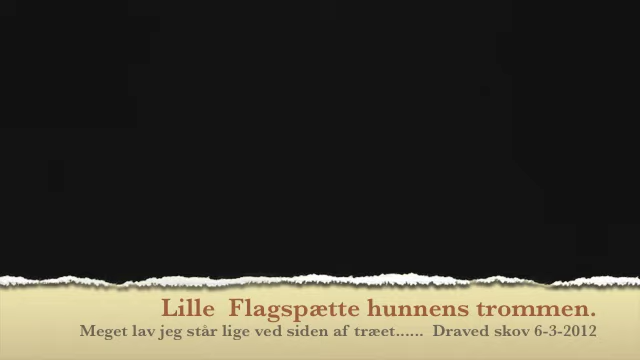 Lille  Flagspætte hunnens trommen.
Meget lav jeg står lige ved siden af træet......  Draved skov 6-3-2012